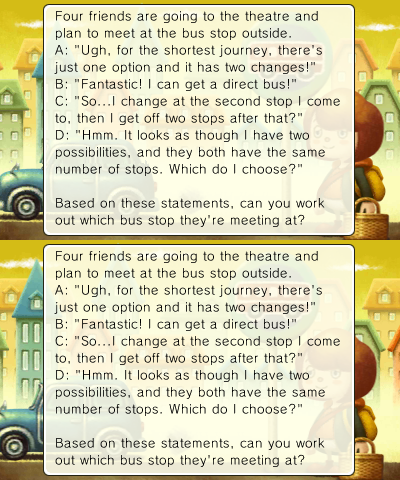 Four friends are going to the theatre and
plan to meet at the bus stop outside.
A: "Ugh, for the shortest journey, there's
just one option and it has two changes!"
B: "Fantastic! I can get a direct bus!"
C: "So...I change at the second stop I come
to, then I get off two stops after that?"
D: "Hmm. It looks as though I have two
possibilities, and they both have the same
number of stops. Which do I choose?"
Based on these statements, can you work
out which bus stop they're meeting at?
Four friends are going to the theatre and
plan to meet at the bus stop outside.
A: "Ugh, for the shortest journey, there's
just one option and it has two changes!"
B: "Fantastic! I can get a direct bus!"
C: "So...I change at the second stop I come
to, then I get off two stops after that?"
D: "Hmm. It looks as though I have two
possibilities, and they both have the same
number of stops. Which do I choose?"
Based on these statements, can you work
out which bus stop they're meeting at?